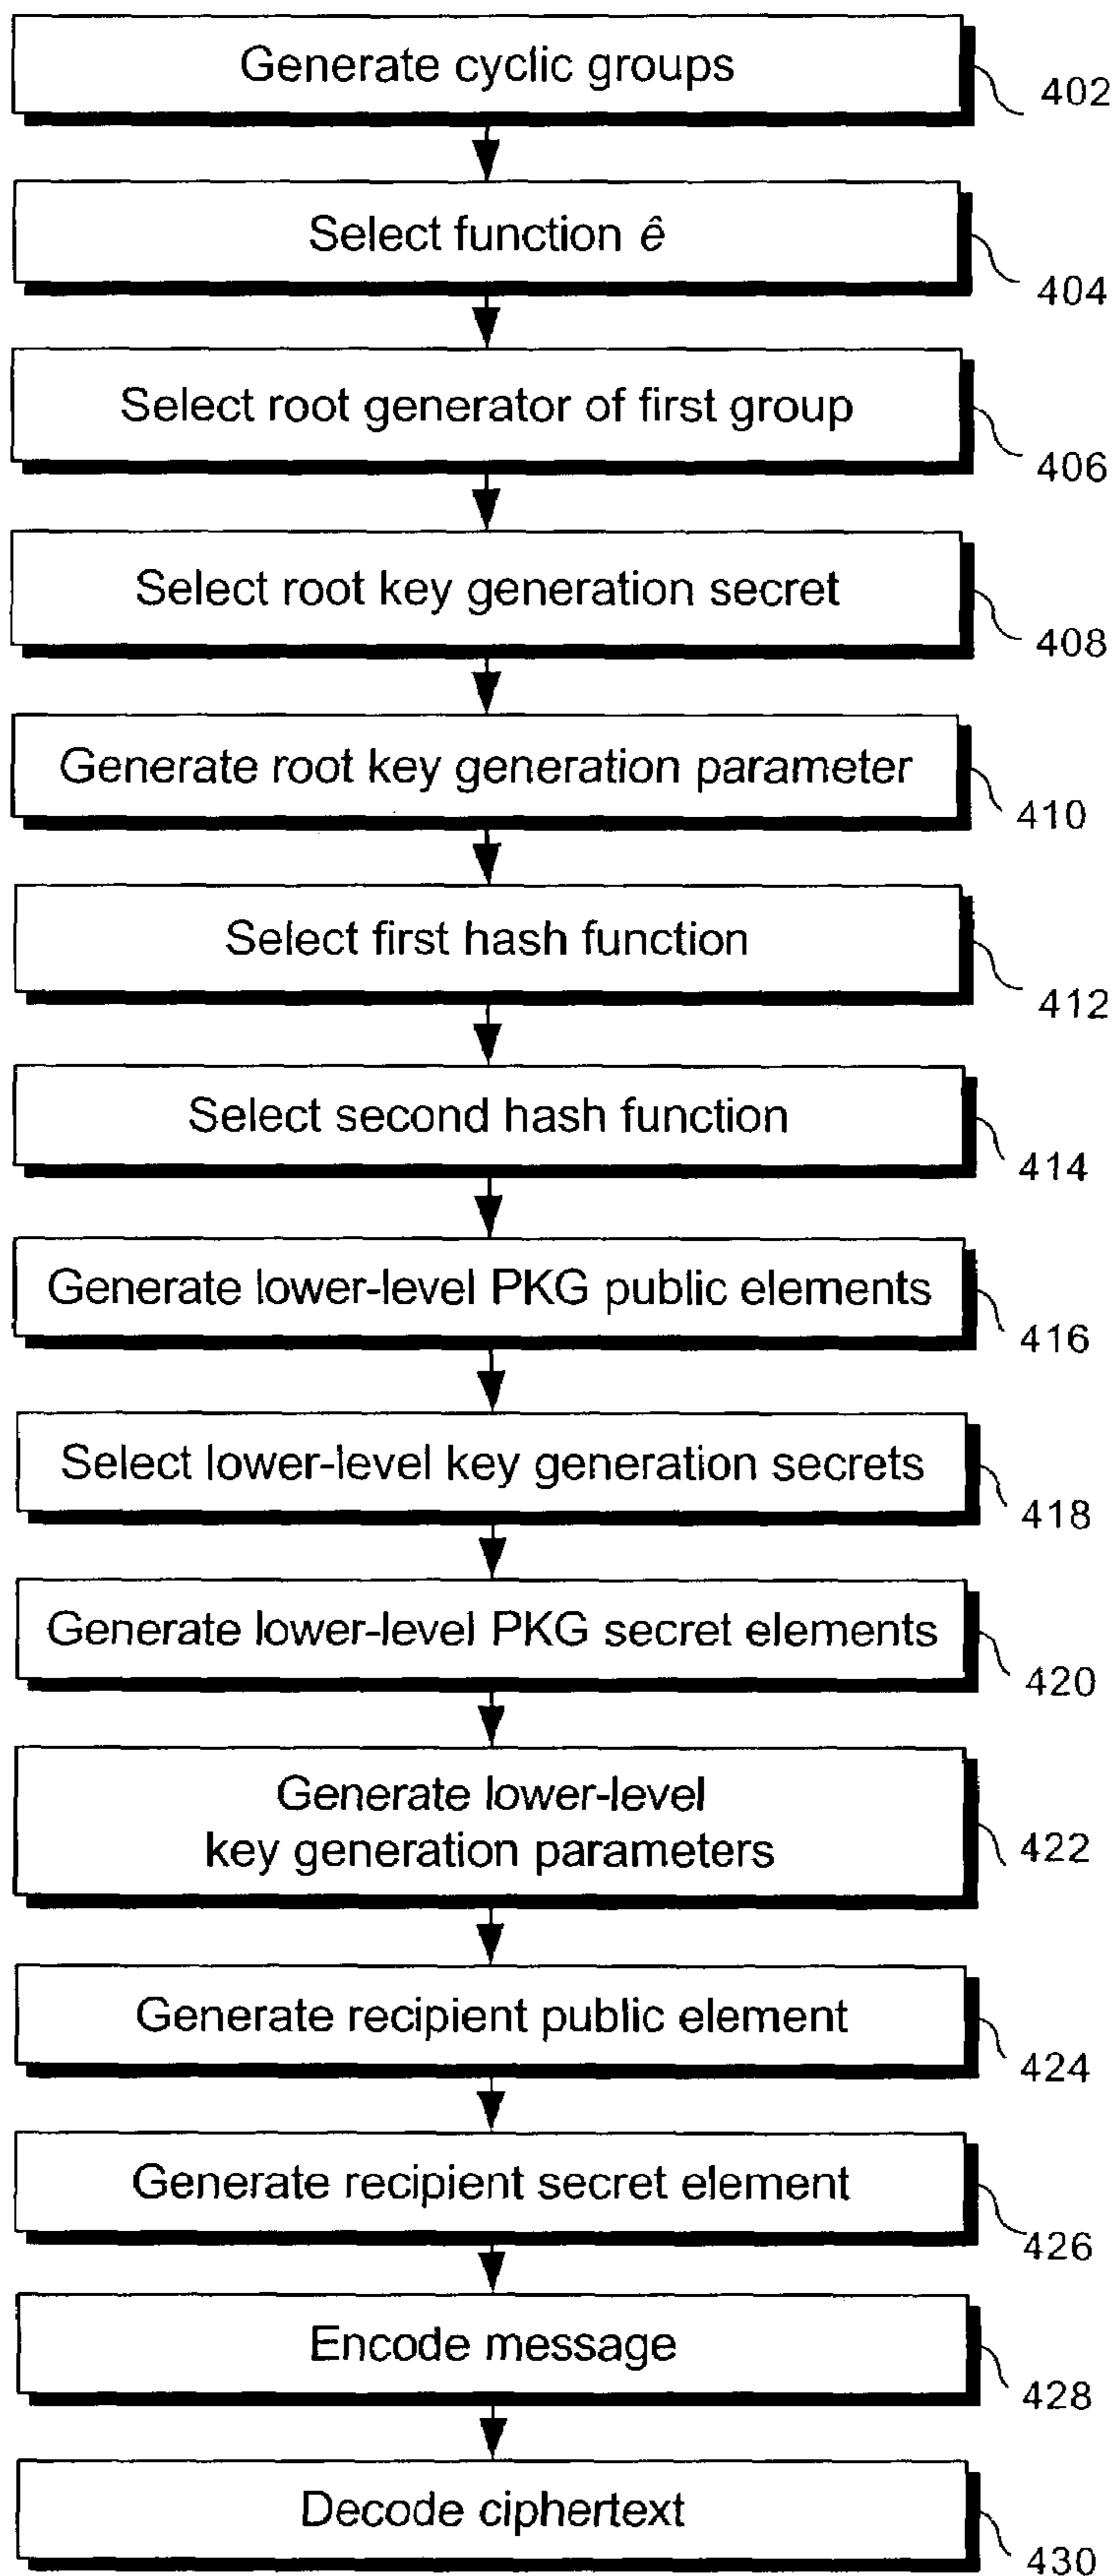 Generate cyclic groups
402
Select function ê
404
Select root generator of first group
406
Select root key generation secret
408
Generate root key generation parameter
410
Select first hash function
412
Select second hash function
414
Generate lower-level PKG public elements
416
Select lower-level key generation secrets
418
Generate lower-level PKG secret elements
420
Generate lower-level
key generation parameters
422
Generate recipient public element
424
Generate recipient secret element
426
Encode message
428
Decode ciphertext
430